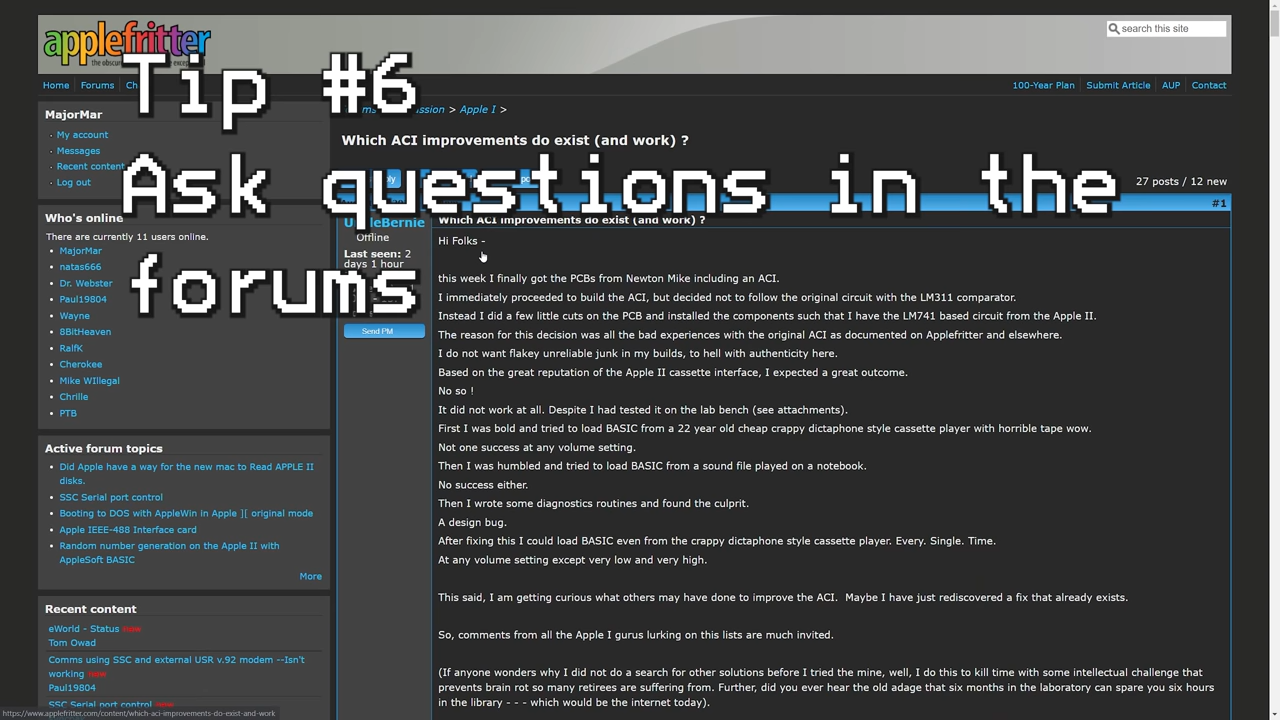 applefritter
search this site
Home
Forums
100-Year Plan
Submit Article
AUP
Contact
Tip #6
Ask questions in the
forums
MajorMar
My account
Messages
Recent content
Log out
Who's online
There are currently 11 users online.
MajorMar
natas666
Dr. Webster
Paul19804
Wayne
8BitHeaven
RalfK
Cherokee
Mike WIllegal
Chrille
PTB
Active forum topics
Did Apple have a way for the new mac to Read APPLE II
disks.
SSC Serial port control
Booting to DOS with AppleWin in Apple ][ original mode
Apple IEEE-488 Interface card
Random number generation on the Apple II with
AppleSoft BASIC
More
Recent content
eWorld - Status new
Tom Owad
Comms using SSC and external USR v.92 modem --Isn't
working new
Paul19804
SSC Serial port control new
> Apple I >
Which ACI improvements do exist (and work) ?
27 posts / 12 new
#1
UncleBernie
Offline
Last seen: 2
days 1 hour
Send PM
Which ACI improvements do exist (and work) ?
Hi Folks -
this week I finally got the PCBs from Newton Mike including an ACI.
I immediately proceeded to build the ACI, but decided not to follow the original circuit with the LM311 comparator.
Instead I did a few little cuts on the PCB and installed the components such that I have the LM741 based circuit from the Apple II.
The reason for this decision was all the bad experiences with the original ACI as documented on Applefritter and elsewhere.
I do not want flakey unreliable junk in my builds, to hell with authenticity here.
Based on the great reputation of the Apple II cassette interface, I expected a great outcome.
No so !
It did not work at all. Despite I had tested it on the lab bench (see attachments).
First I was bold and tried to load BASIC from a 22 year old cheap crappy dictaphone style cassette player with horrible tape wow.
Not one success at any volume setting.
Then I was humbled and tried to load BASIC from a sound file played on a notebook.
No success either.
Then I wrote some diagnostics routines and found the culprit.
A design bug.
After fixing this I could load BASIC even from the crappy dictaphone style cassette player. Every. Single. Time.
At any volume setting except very low and very high.
This said, I am getting curious what others may have done to improve the ACI.  Maybe I have just rediscovered a fix that already exists.
So, comments from all the Apple I gurus lurking on this lists are much invited.
(If anyone wonders why I did not do a search for other solutions before I tried the mine, well, I do this to kill time with some intellectual challenge that
prevents brain rot so many retirees are suffering from. Further, did you ever hear the old adage that six months in the laboratory can spare you six hours
in the library - - - which would be the internet today).
https://www.applefritter.com/content/which-aci-improvements-do-exist-and-work